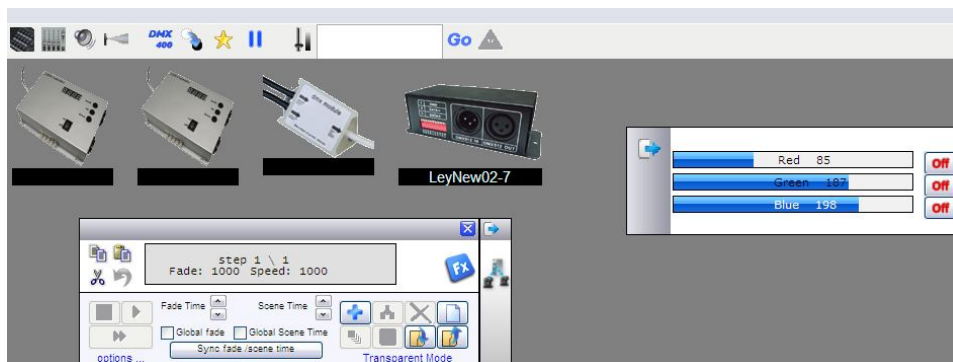 DMX
400
Go
LeyNew02-7
Red 85
Off
Green 187
Off
Blue 198
Off
step 1 \ 1
Fade: 1000 Speed: 1000
Fx
Fade Time
Scene Time
Global fade
Global Scene Time
Sync fade /scene time
options ...
Transparent Mode